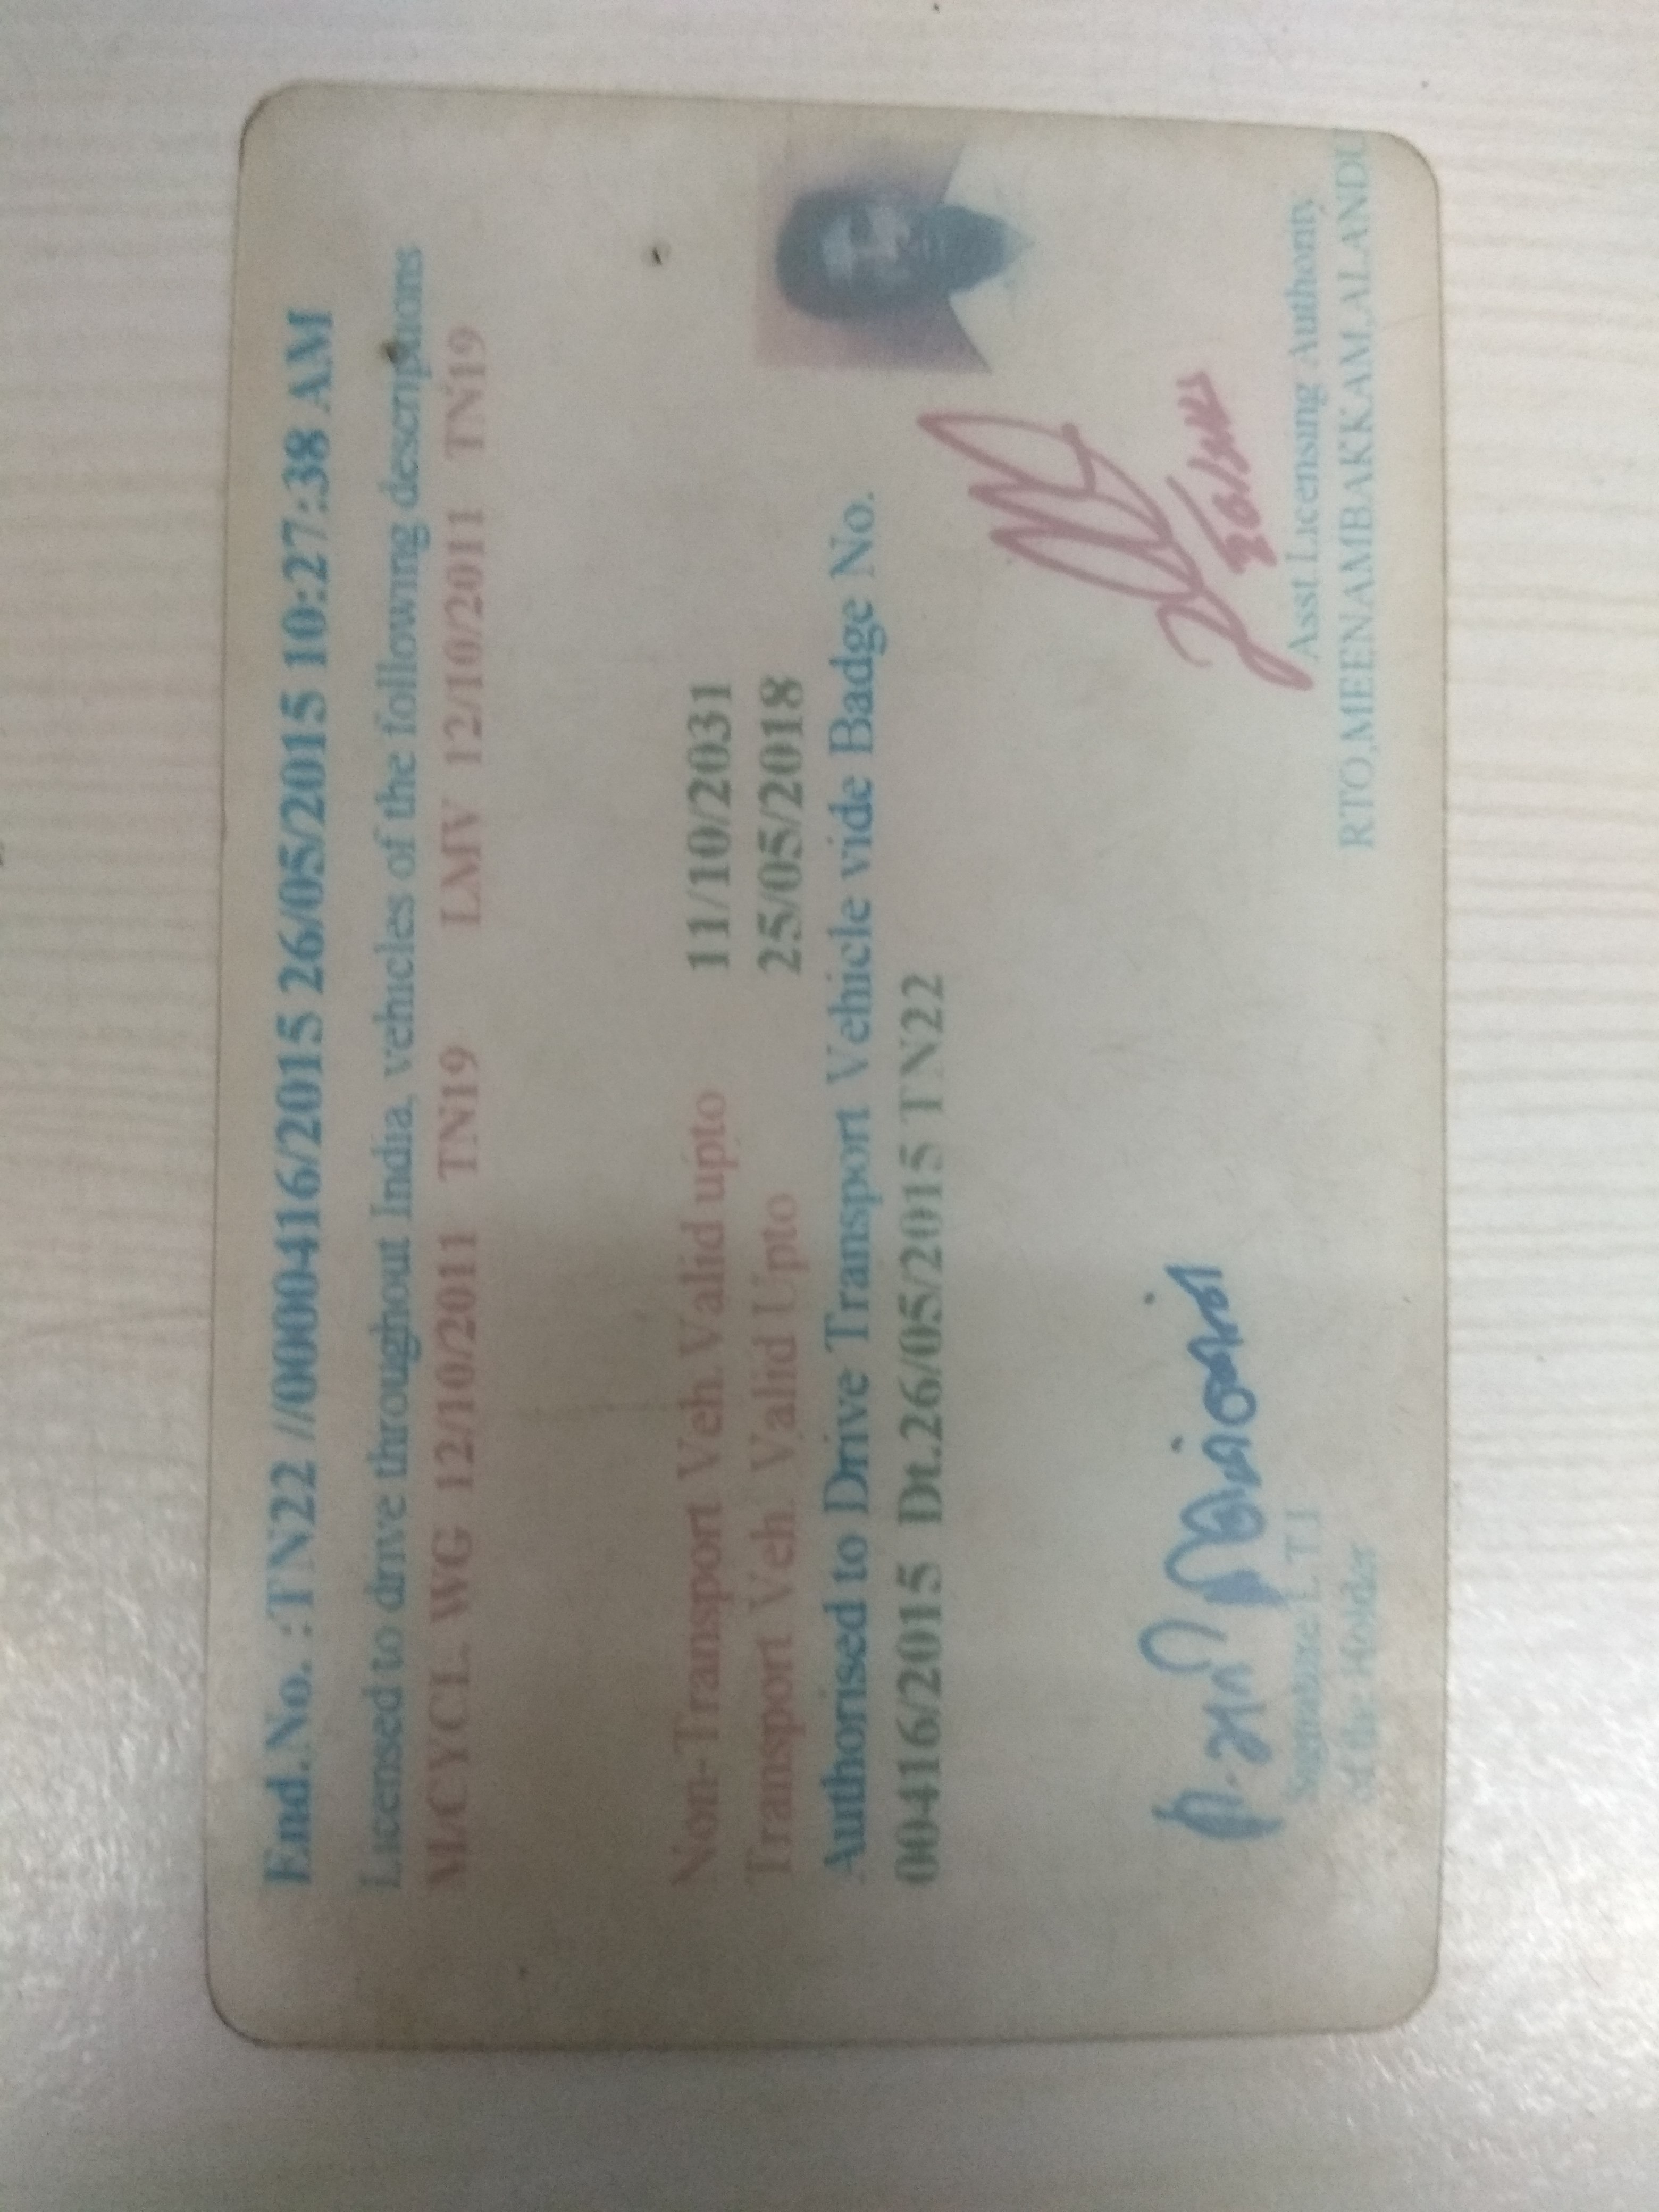 End.No. :TN22 //0000416/2015 26/05/2015 10:27:38 AM
Licensed to drive throughout India, vehicles of the following descriptions
M/CYCL. WG 12/10/2011 TN19 LMV 12/10/2011 TN19
Non-Transport Veh. Valid upto 11/10/2031
Transport Veh. Valid Upto 25/05/2018
Authorised to Drive Transport Vehicle vide Badge No.
00416/2015 Dt.26/05/2015 TN22
Signature L T I
of the Holder
Asst Licensing Authority
RTO,MEENAMBAKKAM,ALANDU